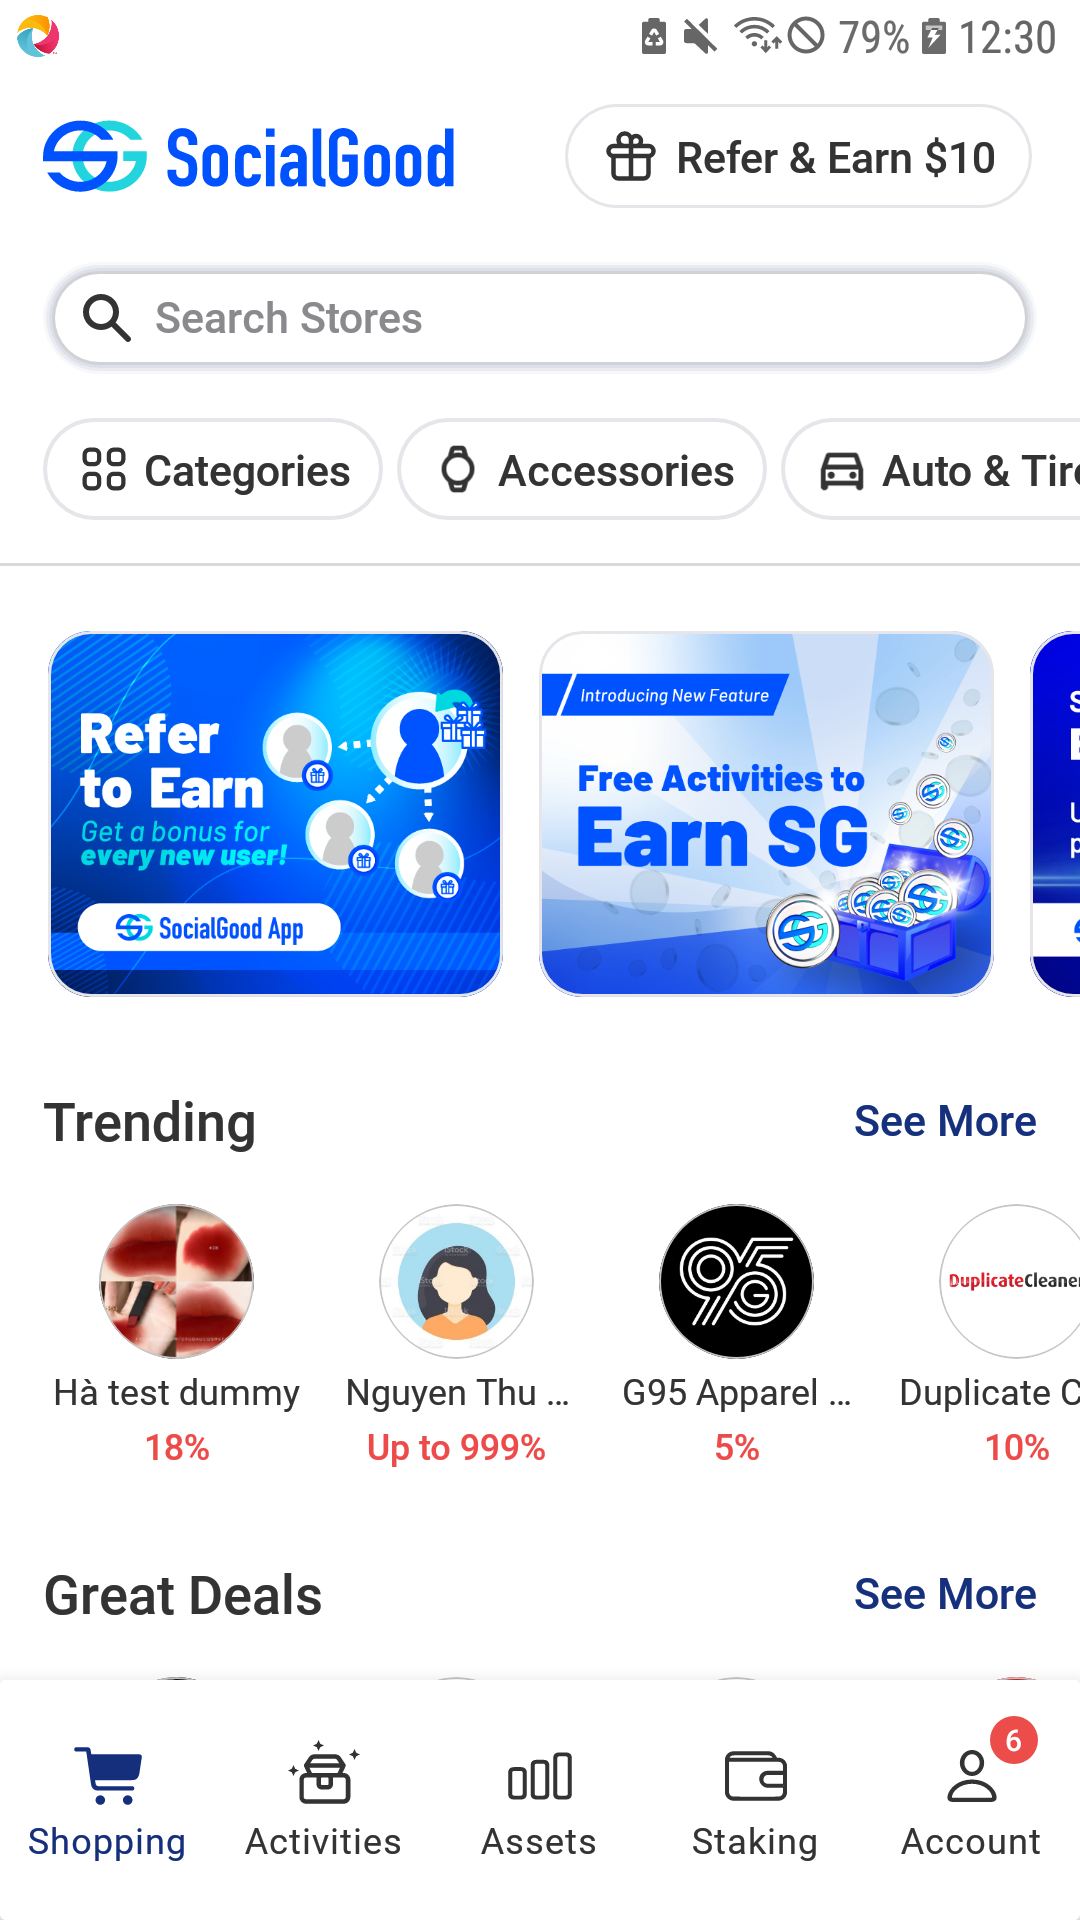 79% 12:30
SocialGood
Refer & Earn $10
Search Stores
Categories
Accessories
Auto & Tir
Refer
to Earn
Get a bonus for
every new user!
SocialGood App
Introducing New Feature
Free Activities to
Earn SG
Trending
See More
DuplicateCleaner
Hà test dummy
Nguyen Thu ...
G95 Apparel ...
Duplicate C
18%
Up to 999%
5%
10%
Great Deals
See More
6
Shopping
Activities
Assets
Staking
Account